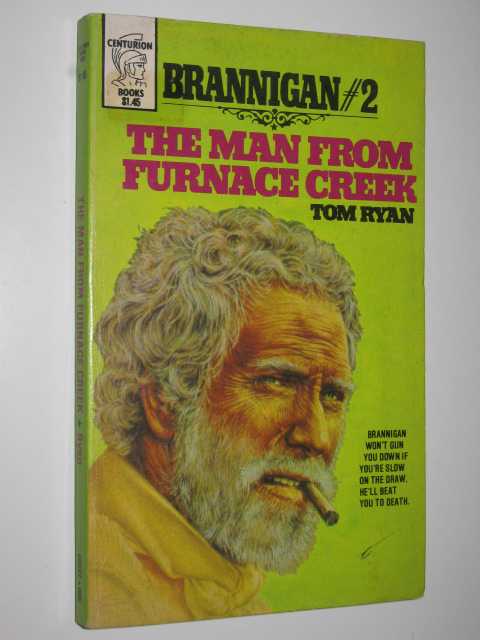 CENTURION
BOOKS
$1.45
BRANNIGAN #2
THE MAN FROM
FURNACE CREEK
TOM RYAN
BRANNIGAN
WON'T GUN
YOU DOWN IF
YOU'RE SLOW
ON THE DRAW.
HE'LL BEAT
YOU TO DEATH.
THE MAN FROM FURNACE CREEK • Ryan